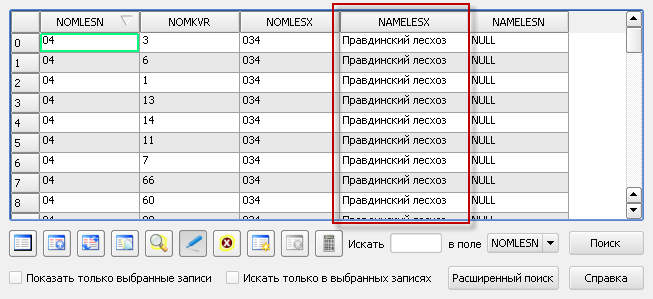 NOMLESN NOMKVR NOMLESX NAMELESX NAMELESN
0 04 3 034 Правдинский лесхоз NULL
1 04 6 034 Правдинский лесхоз NULL
2 04 1 034 Правдинский лесхоз NULL
3 04 13 034 Правдинский лесхоз NULL
4 04 14 034 Правдинский лесхоз NULL
5 04 11 034 Правдинский лесхоз NULL
6 04 7 034 Правдинский лесхоз NULL
7 04 66 034 Правдинский лесхоз NULL
8 04 60 034 Правдинский лесхоз NULL
Искать в поле NOMLESN Поиск
Показать только выбранные записи Искать только в выбранных записях Расширенный поиск Справка